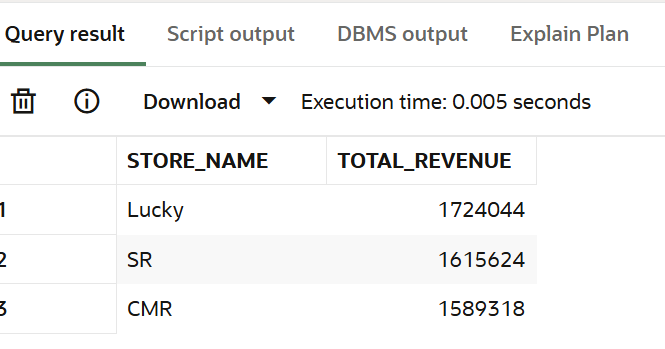 Query result Script output DBMS output Explain Plan
Download Execution time: 0.005 seconds
STORE_NAME TOTAL_REVENUE
1 Lucky 1724044
2 SR 1615624
3 CMR 1589318